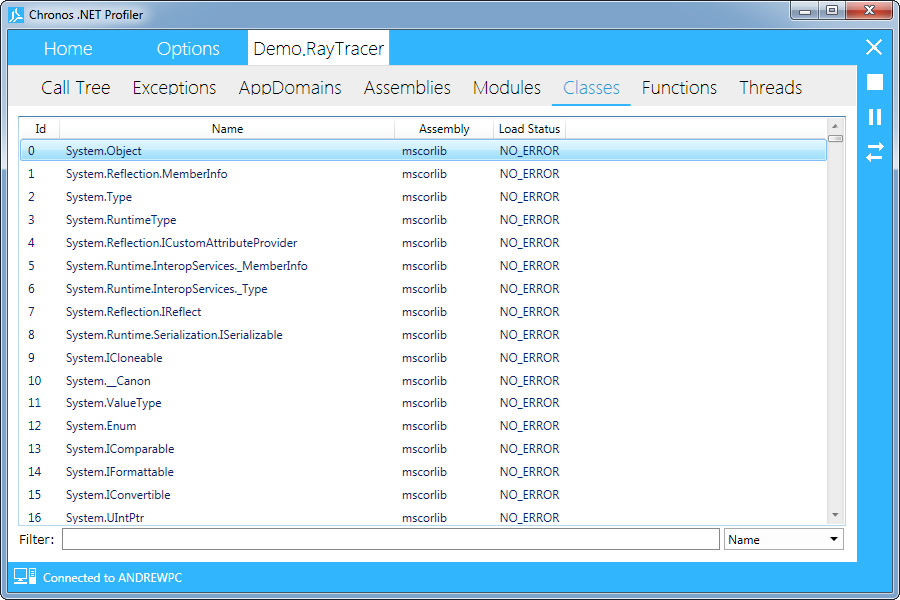 Chronos .NET Profiler
Home Options Demo.RayTracer
Call Tree Exceptions AppDomains Assemblies Modules Classes Functions Threads
Id Name Assembly Load Status
0 System.Object mscorlib NO_ERROR
1 System.Reflection.MemberInfo mscorlib NO_ERROR
2 System.Type mscorlib NO_ERROR
3 System.RuntimeType mscorlib NO_ERROR
4 System.Reflection.ICustomAttributeProvider mscorlib NO_ERROR
5 System.Runtime.InteropServices._MemberInfo mscorlib NO_ERROR
6 System.Runtime.InteropServices._Type mscorlib NO_ERROR
7 System.Reflection.IReflect mscorlib NO_ERROR
8 System.Runtime.Serialization.ISerializable mscorlib NO_ERROR
9 System.ICloneable mscorlib NO_ERROR
10 System.__Canon mscorlib NO_ERROR
11 System.ValueType mscorlib NO_ERROR
12 System.Enum mscorlib NO_ERROR
13 System.IComparable mscorlib NO_ERROR
14 System.IFormattable mscorlib NO_ERROR
15 System.IConvertible mscorlib NO_ERROR
16 System.UIntPtr mscorlib NO_ERROR
Filter: Name
Connected to ANDREWPC